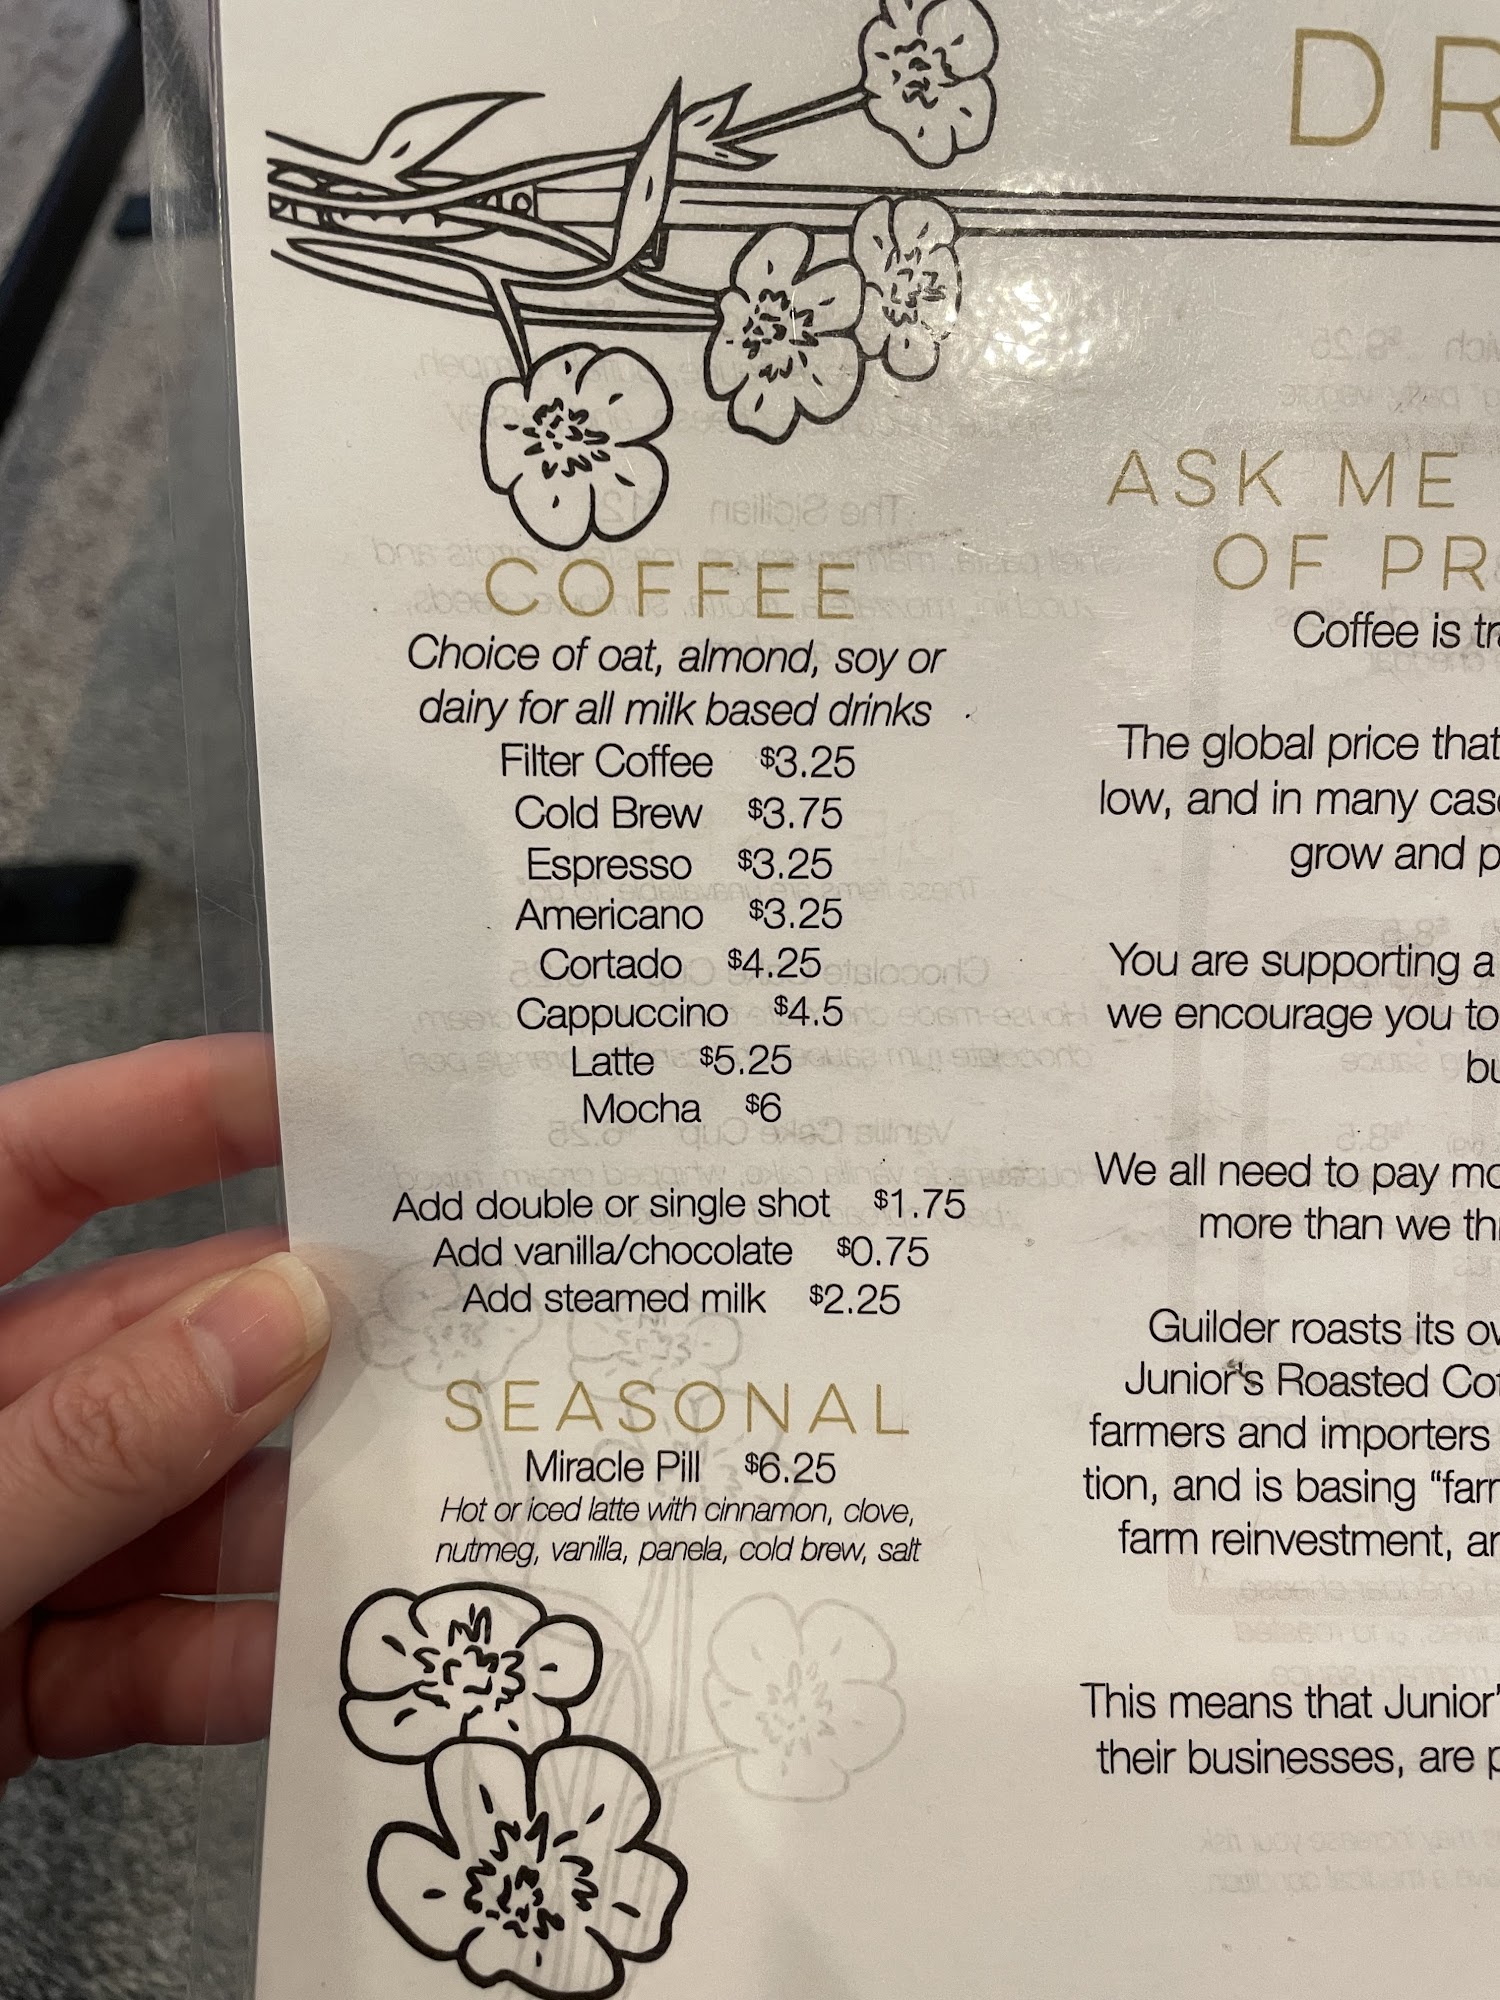 DR
COFFEE
Choice of oat, almond, soy or
dairy for all milk based drinks
Filter Coffee $3.25
Cold Brew $3.75
Espresso $3.25
Americano $3.25
Cortado $4.25
Cappuccino $4.5
Latte $5.25
Mocha $6
Add double or single shot $1.75
Add vanilla/chocolate $0.75
Add steamed milk $2.25
SEASONAL
Miracle Pill $6.25
Hot or iced latte with cinnamon, clove,
nutmeg, vanilla, panela, cold brew, salt
ASK ME
OF PR
Coffee is tr
The global price that
low, and in many cas
grow and p
You are supporting a
we encourage you to
bu
We all need to pay mo
more than we th
Guilder roasts its ow
Junior's Roasted Cof
farmers and importers
tion, and is basing “farr
farm reinvestment, ar
This means that Junior'
their businesses, are p